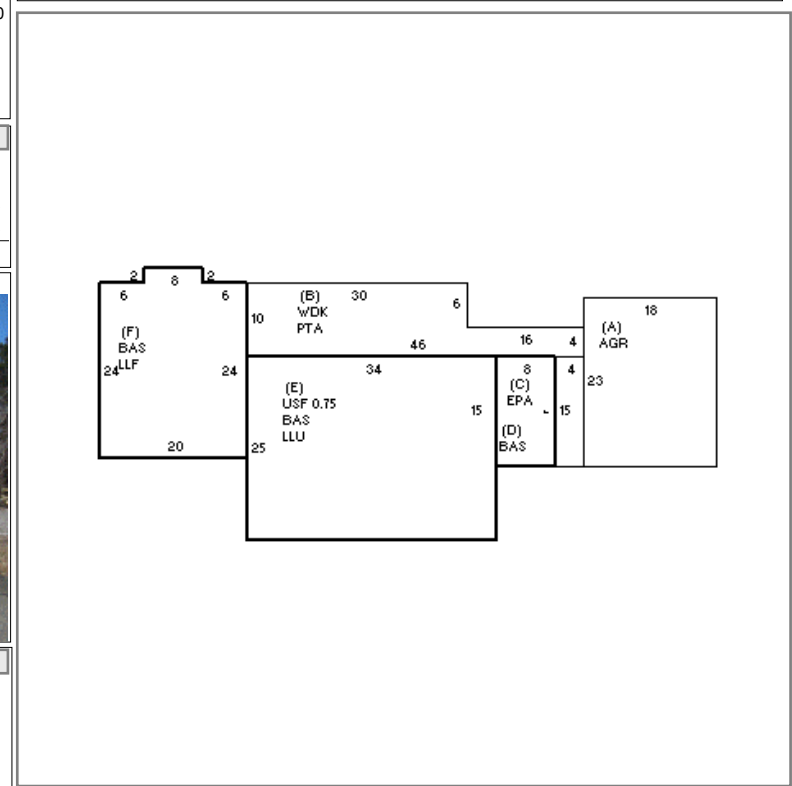 2 8 2
6 6
(B) 30 6
WDK
PTA
10
18
(A)
AGR
(F)
BAS
LLF
24 24
46
16 4
34
8 4
23
(E)
USF 0.75
BAS
LLU
15
(C)
EPA
15
(D)
BAS
20
25